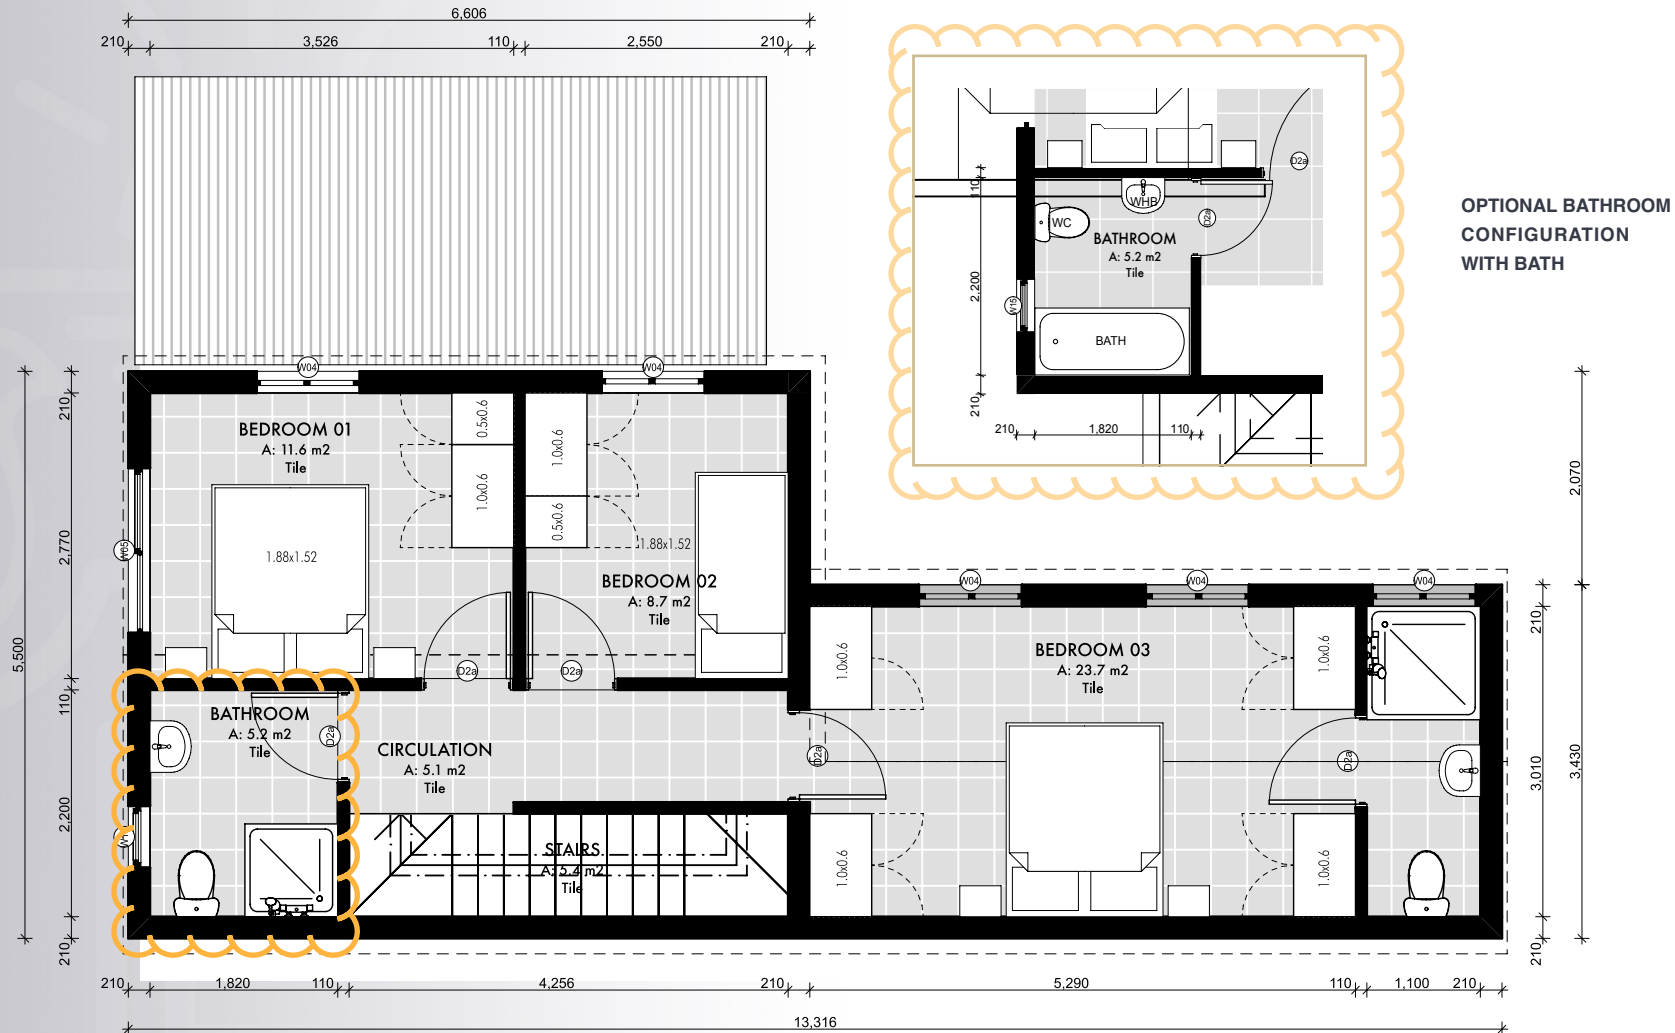 6,606
210 3,526 110 2,550 210
OPTIONAL BATHROOM
CONFIGURATION
WITH BATH
D2a
110
WHB
WC
D2a
BATHROOM
A: 5.2 m2
Tile
2,200
W15
BATH
210
210 1,820 110
W04
W04
210
BEDROOM 01
A: 11.6 m2
Tile
0.5x0.6
1.0x0.6
1.0x0.6
0.5x0.6
2,070
2,770
W05
1.88x1.52
1.88x1.52
BEDROOM 02
A: 8.7 m2
Tile
W04
W04
W04
5,500
210
BEDROOM 03
A: 23.7 m2
Tile
1.0x0.6
1.0x0.6
D2a
D2a
110
BATHROOM
A: 5.2 m2
Tile
D2a
CIRCULATION
A: 5.1 m2
Tile
D2a
D2a
3,010
3,430
2,200
STAIRS
A: 5.4 m2
Tile
1.0x0.6
1.0x0.6
210
210
210 1,820 110 4,256 210 5,290 110 1,100 210
13,316